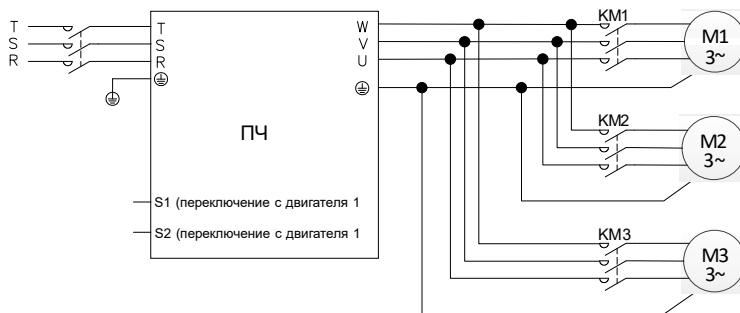 T T W KM1
S S V M1
R R U 3~
KM2
ПЧ M2
3~
S1 (переключение с двигателя 1
S2 (переключение с двигателя 1
KM3
M3
3~